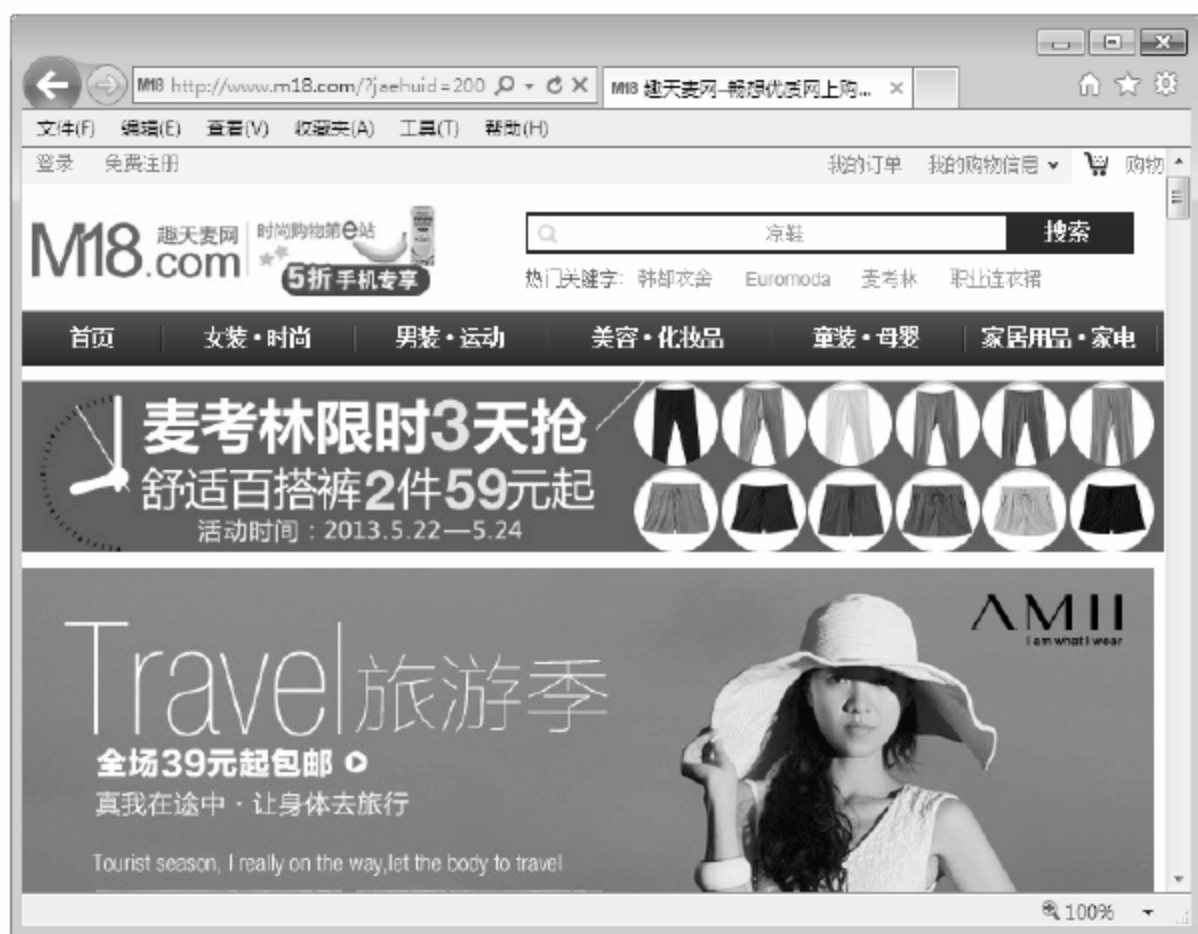 M18 http://www.m18.com/?jaehuid=200
M18 趣天麦网–畅想优质网上购...
文件(F) 编辑(E) 查看(V) 收藏夹(A) 工具(T) 帮助(H)
登录 免费注册 我的订单 我的购物信息 购物
M18.com 趣天麦网 时尚购物第e站
5折手机专享
凉鞋 搜索
热门关键字: 韩都衣舍 Euromoda 麦考林 职业连衣裙
首页 女装·时尚 男装·运动 美容·化妆品 童装·母婴 家居用品·家电
麦考林限时3天抢
舒适百搭裤2件59元起
活动时间：2013.5.22—5.24
AMII
I am what I wear
Travel旅游季
全场39元起包邮
真我在途中·让身体去旅行
Tourist season, I really on the way,let the body to travel
100%